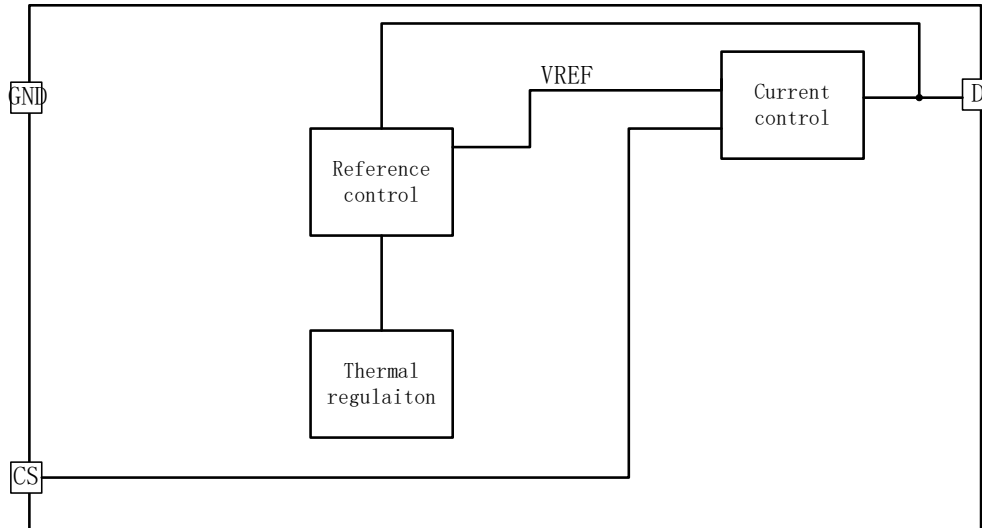 VREF
GND
D
Current
control
Reference
control
Thermal
regulaiton
CS